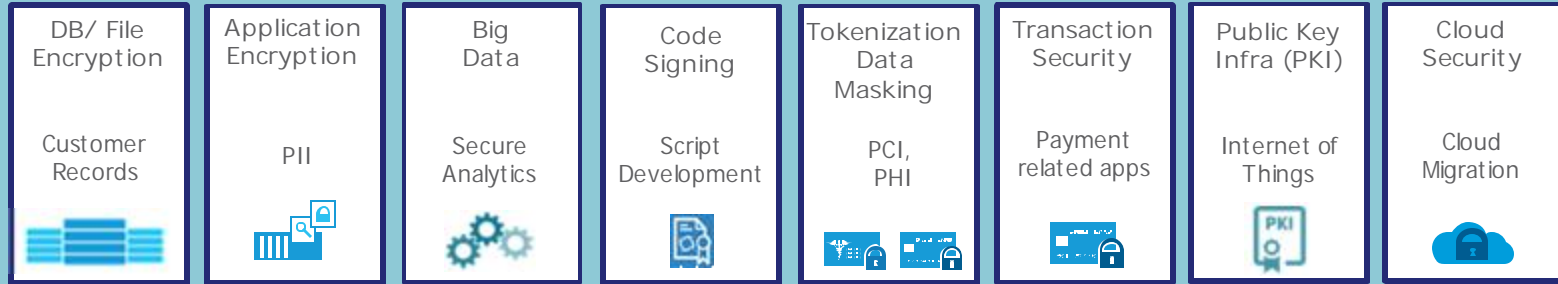 DB/ File
Encryption
Customer
Records
Application
Encryption
PII
Big
Data
Secure
Analytics
Code
Signing
Script
Development
Tokenization
Data
Masking
PCI,
PHI
Transaction
Security
Payment
related apps
Public Key
Infra (PKI)
Internet of
Things
PKI
Cloud
Security
Cloud
Migration